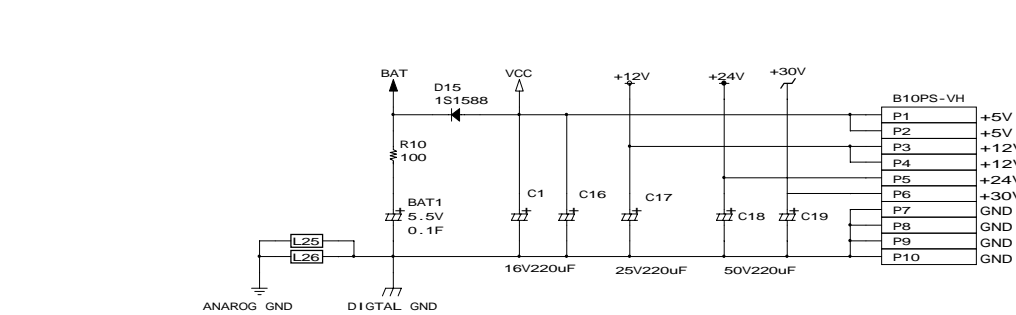 BAT
VCC
+12V
+24V
+30V
D15
1S1588
B10PS-VH
P1
+5V
P2
+5V
P3
+12V
P4
+12V
P5
+24V
P6
+30V
P7
GND
P8
GND
P9
GND
P10
GND
R10
100
BAT1
5.5V
0.1F
C1
C16
C17
C18
C19
L25
L26
16V220uF
25V220uF
50V220uF
ANAROG GND
DIGTAL GND